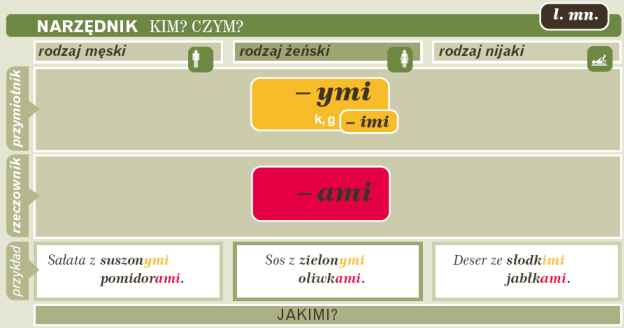 l. mn.
NARZĘDNIK KIM? CZYM?
rodzaj męski
rodzaj żeński
rodzaj nijaki
przymiotnik
– ymi
k, g – imi
rzeczownik
– ami
przykład
Sałata z suszonymi
pomidorami.
Sos z zielonymi
oliwkami.
Deser ze słodkimi
jabłkami.
JAKIMI?